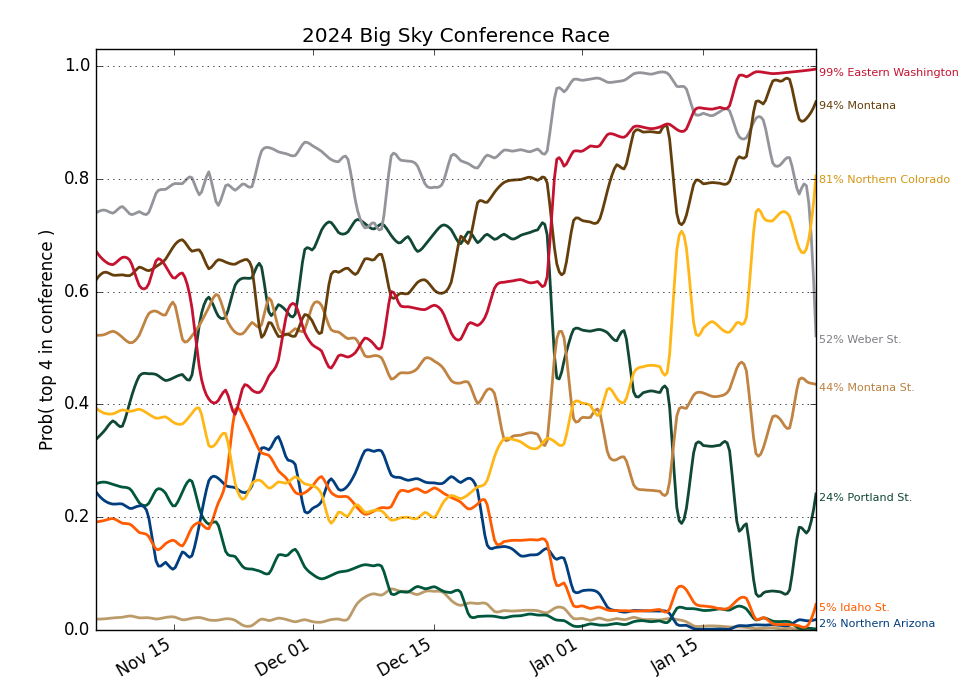 2024 Big Sky Conference Race
Prob( top 4 in conference )
1.0
0.8
0.6
0.4
0.2
0.0
Nov 15
Dec 01
Dec 15
Jan 01
Jan 15
99% Eastern Washington
94% Montana
81% Northern Colorado
52% Weber St.
44% Montana St.
24% Portland St.
5% Idaho St.
2% Northern Arizona